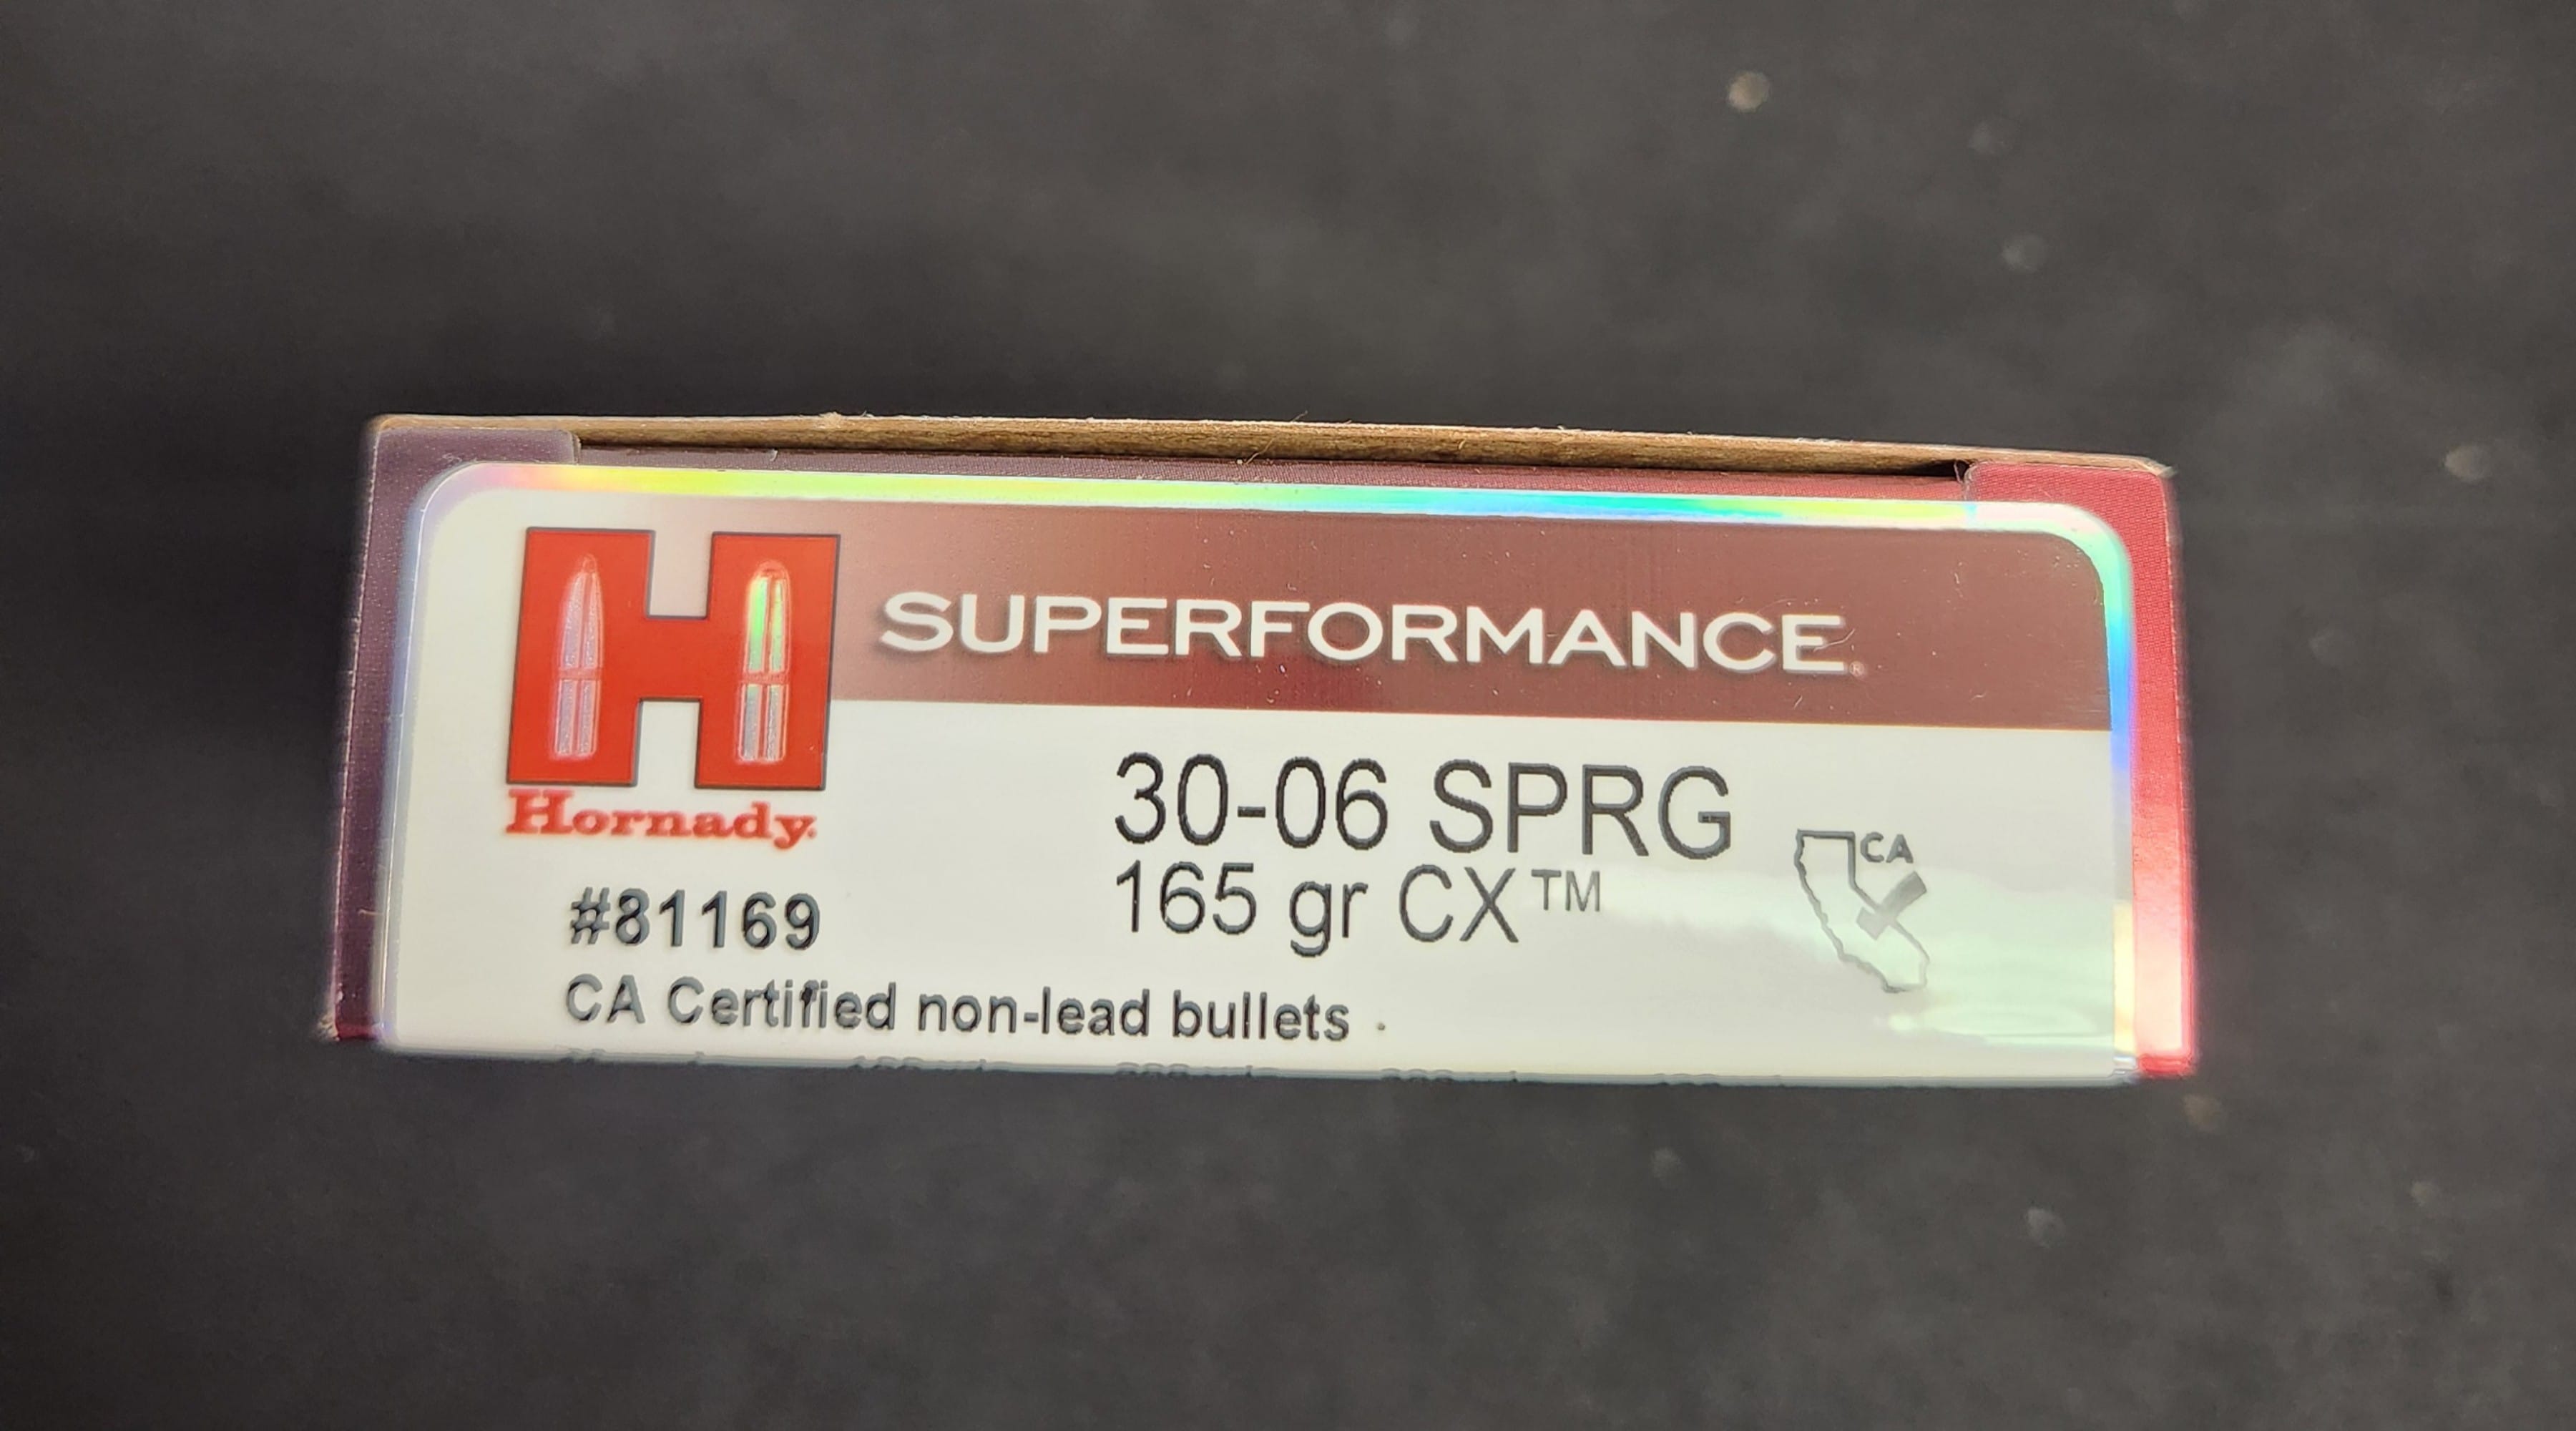 SUPERFORMANCE®
Hornady®
30-06 SPRG
165 gr CX™
CA
#81169
CA Certified non-lead bullets